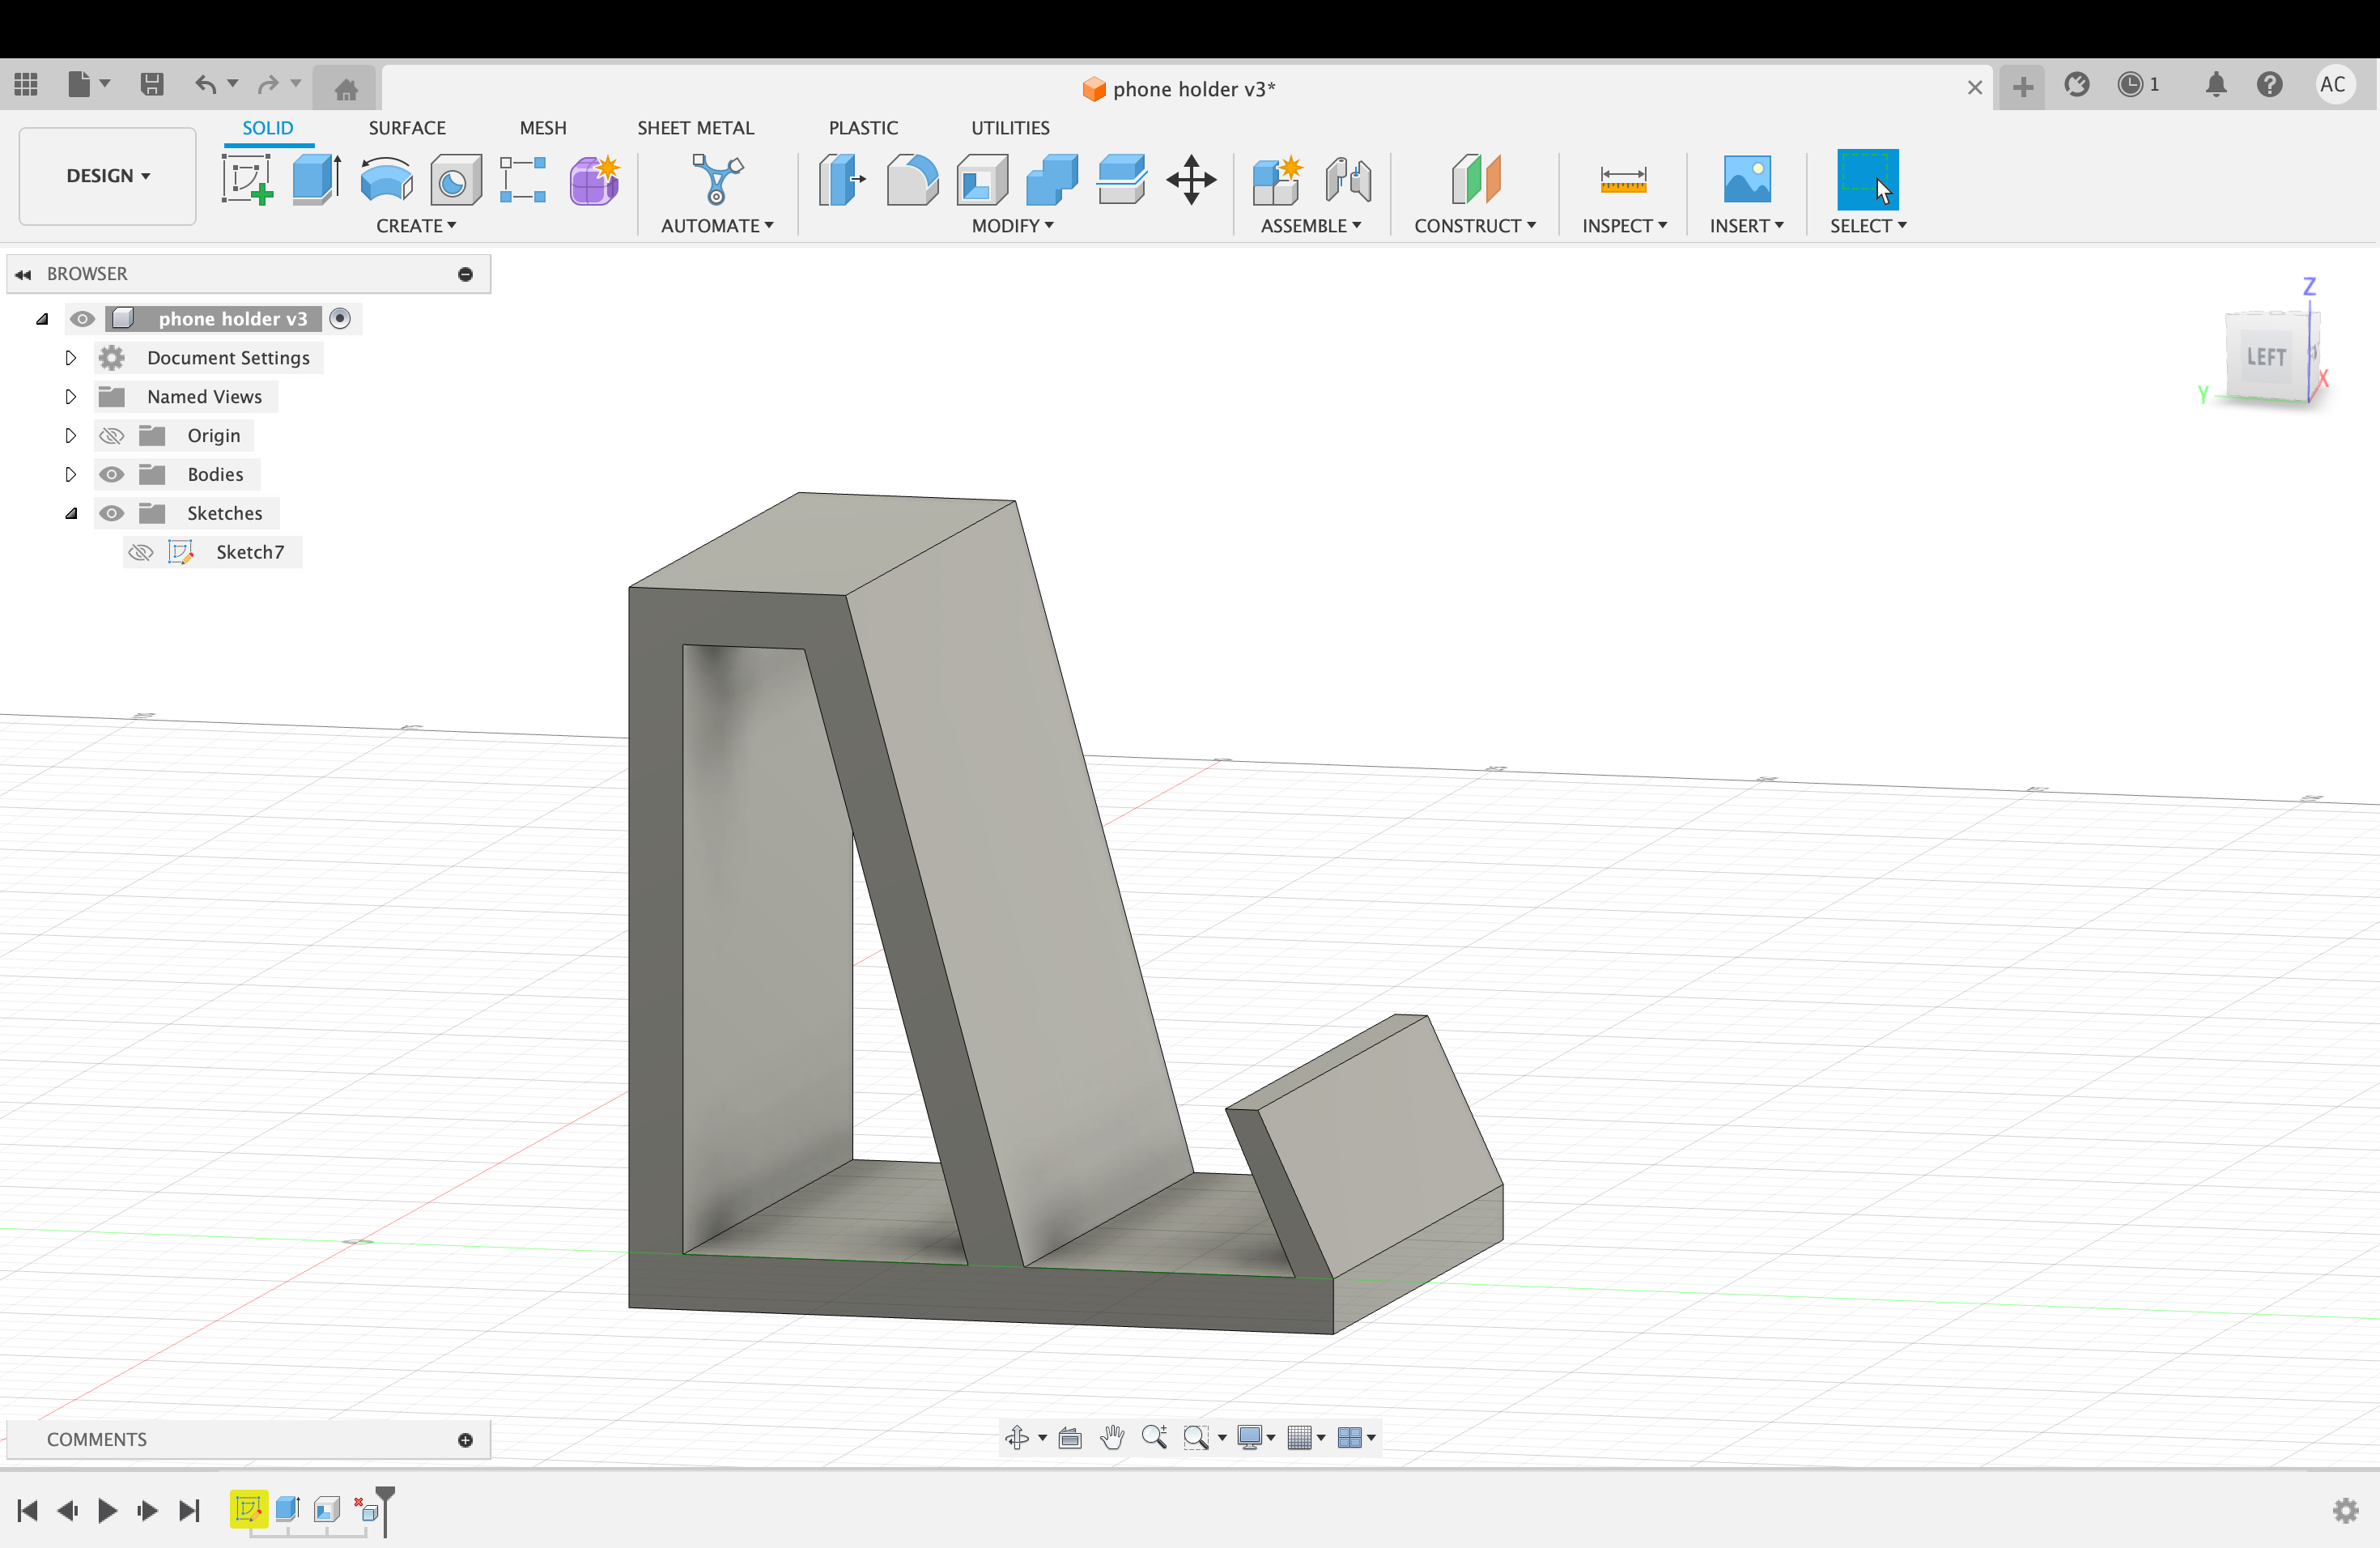 phone holder v3*
1
AC
SOLID
SURFACE
MESH
SHEET METAL
PLASTIC
UTILITIES
DESIGN
CREATE
AUTOMATE
MODIFY
ASSEMBLE
CONSTRUCT
INSPECT
INSERT
SELECT
BROWSER
phone holder v3
Document Settings
Named Views
Origin
Bodies
Sketches
Sketch7
Z
LEFT
Y
X
COMMENTS